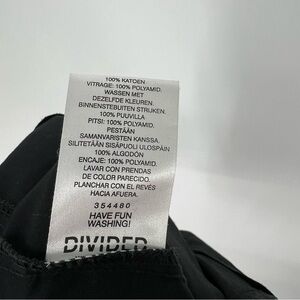 100% KATOEN
VITRAGE: 100% POLYAMID.
WASSEN MET
DEZELFDE KLEUREN.
BINNENSTEBUITEN STRIJKEN.
100% PUUVILLA
PITSI: 100% POLYAMID.
PESTÄÄN
SAMANVÄRISTEN KANSSA.
SILITETÄÄN SISÄPUOLI ULOSPÄIN
100% ALGODÓN
ENCAJE: 100% POLYAMID.
LAVAR CON PRENDAS
DE COLOR PARECIDO.
PLANCHAR CON EL REVÉS
HACIA AFUERA.
354480
HAVE FUN
WASHING!
DIVIDED